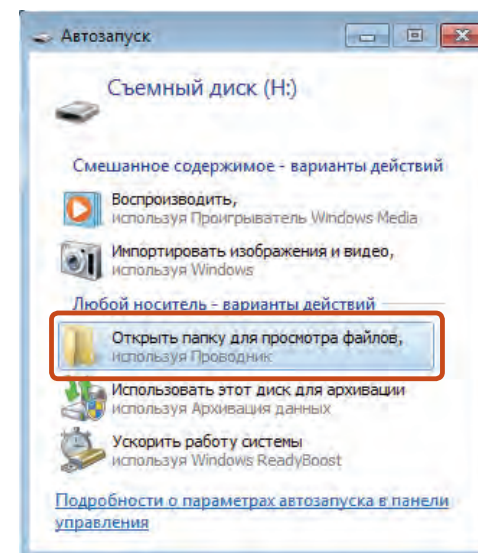 Автозапуск
Съемный диск (H:)
Смешанное содержимое - варианты действий
Воспроизводить,
используя Проигрыватель Windows Media
Импортировать изображения и видео,
используя Windows
Любой носитель - варианты действий
Открыть папку для просмотра файлов,
используя Проводник
Использовать этот диск для архивации
используя Архивация данных
Ускорить работу системы
используя Windows ReadyBoost
Подробности о параметрах автозапуска в панели
управления